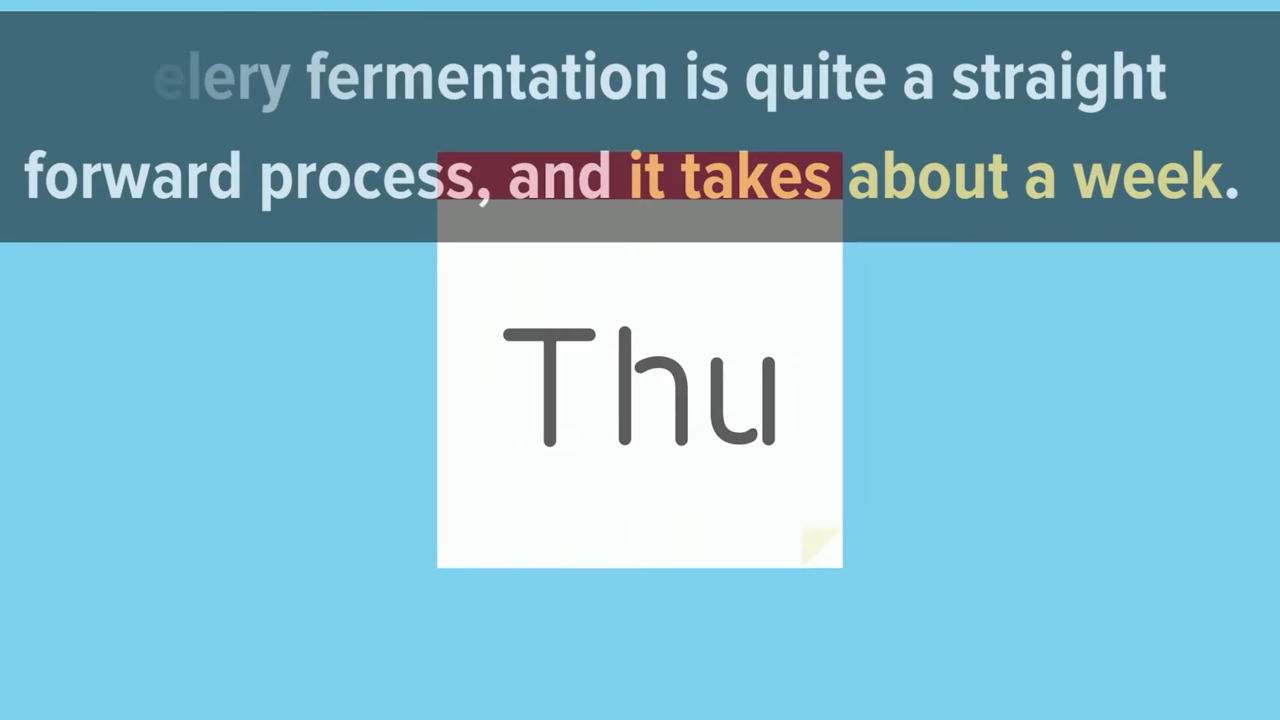 elery fermentation is quite a straight
forward process, and it takes about a week.
Thu